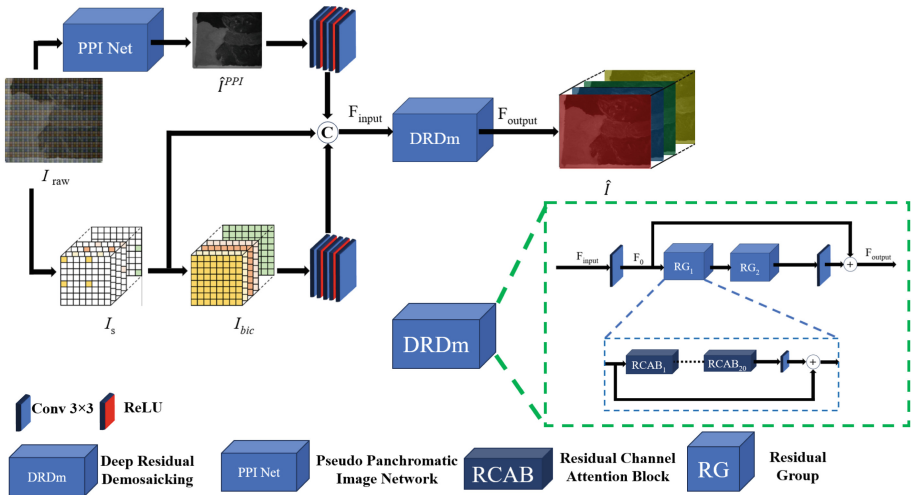 PPI Net
Î^PPI
I_raw
C
F_input
DRDm
F_output
Î
I_s
I_bic
F_input
F_0
RG_1
RG_2
+
F_output
DRDm
RCAB_1
RCAB_20
+
Conv 3×3
ReLU
DRDm
Deep Residual
Demosaicking
PPI Net
Pseudo Panchromatic
Image Network
RCAB
Residual Channel
Attention Block
RG
Residual
Group